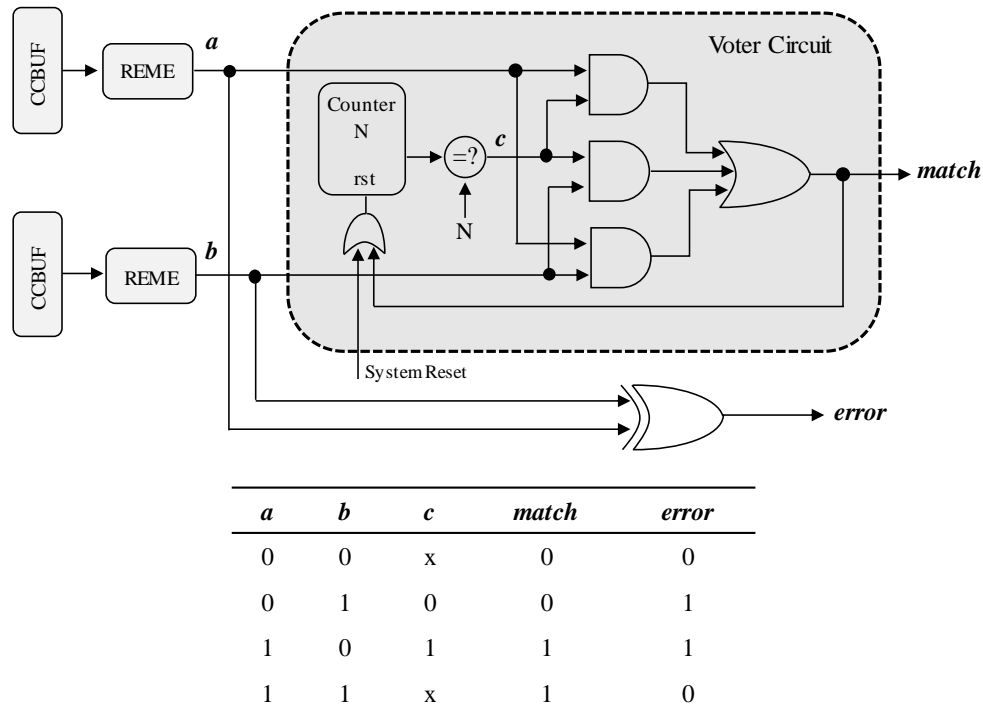 CCBUF
REME
a
Voter Circuit
Counter
N
rst
=?
c
N
match
CCBUF
REME
b
System Reset
error
a b c match error
0 0 x 0 0
0 1 0 0 1
1 0 1 1 1
1 1 x 1 0